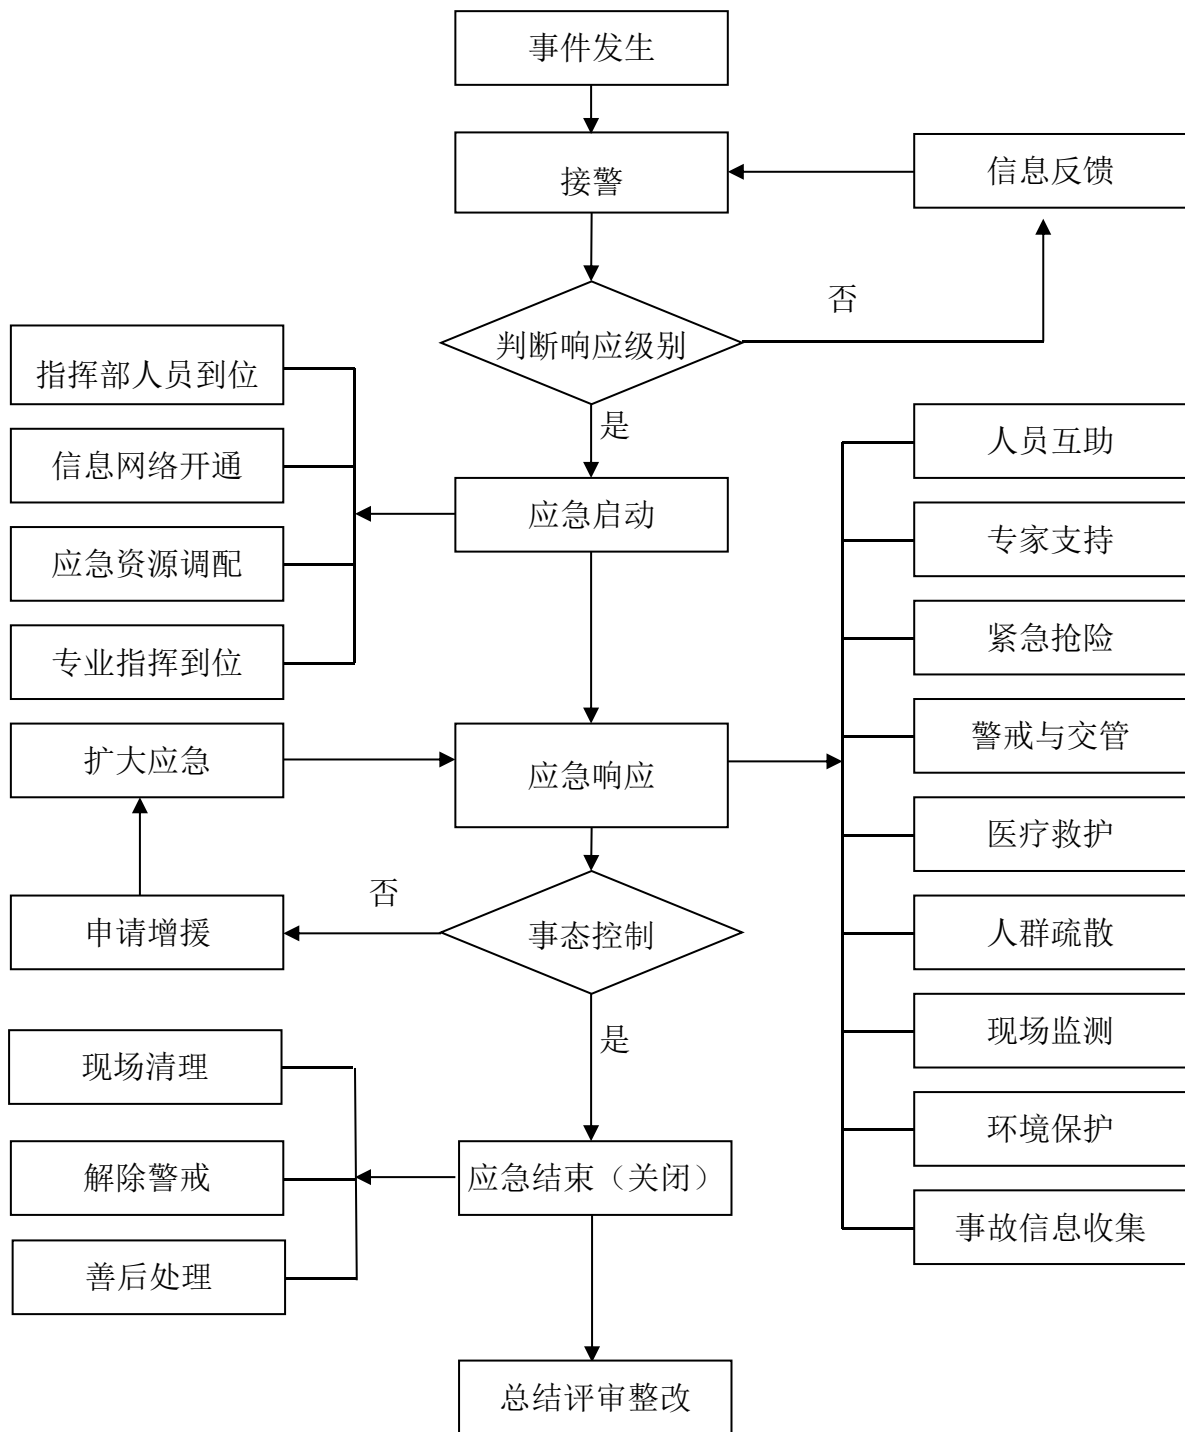 事件发生
接警
信息反馈
否
判断响应级别
是
指挥部人员到位
信息网络开通
应急资源调配
专业指挥到位
应急启动
人员互助
专家支持
紧急抢险
警戒与交管
医疗救护
人群疏散
现场监测
环境保护
事故信息收集
扩大应急
应急响应
否
申请增援
事态控制
是
现场清理
解除警戒
善后处理
应急结束（关闭）
总结评审整改